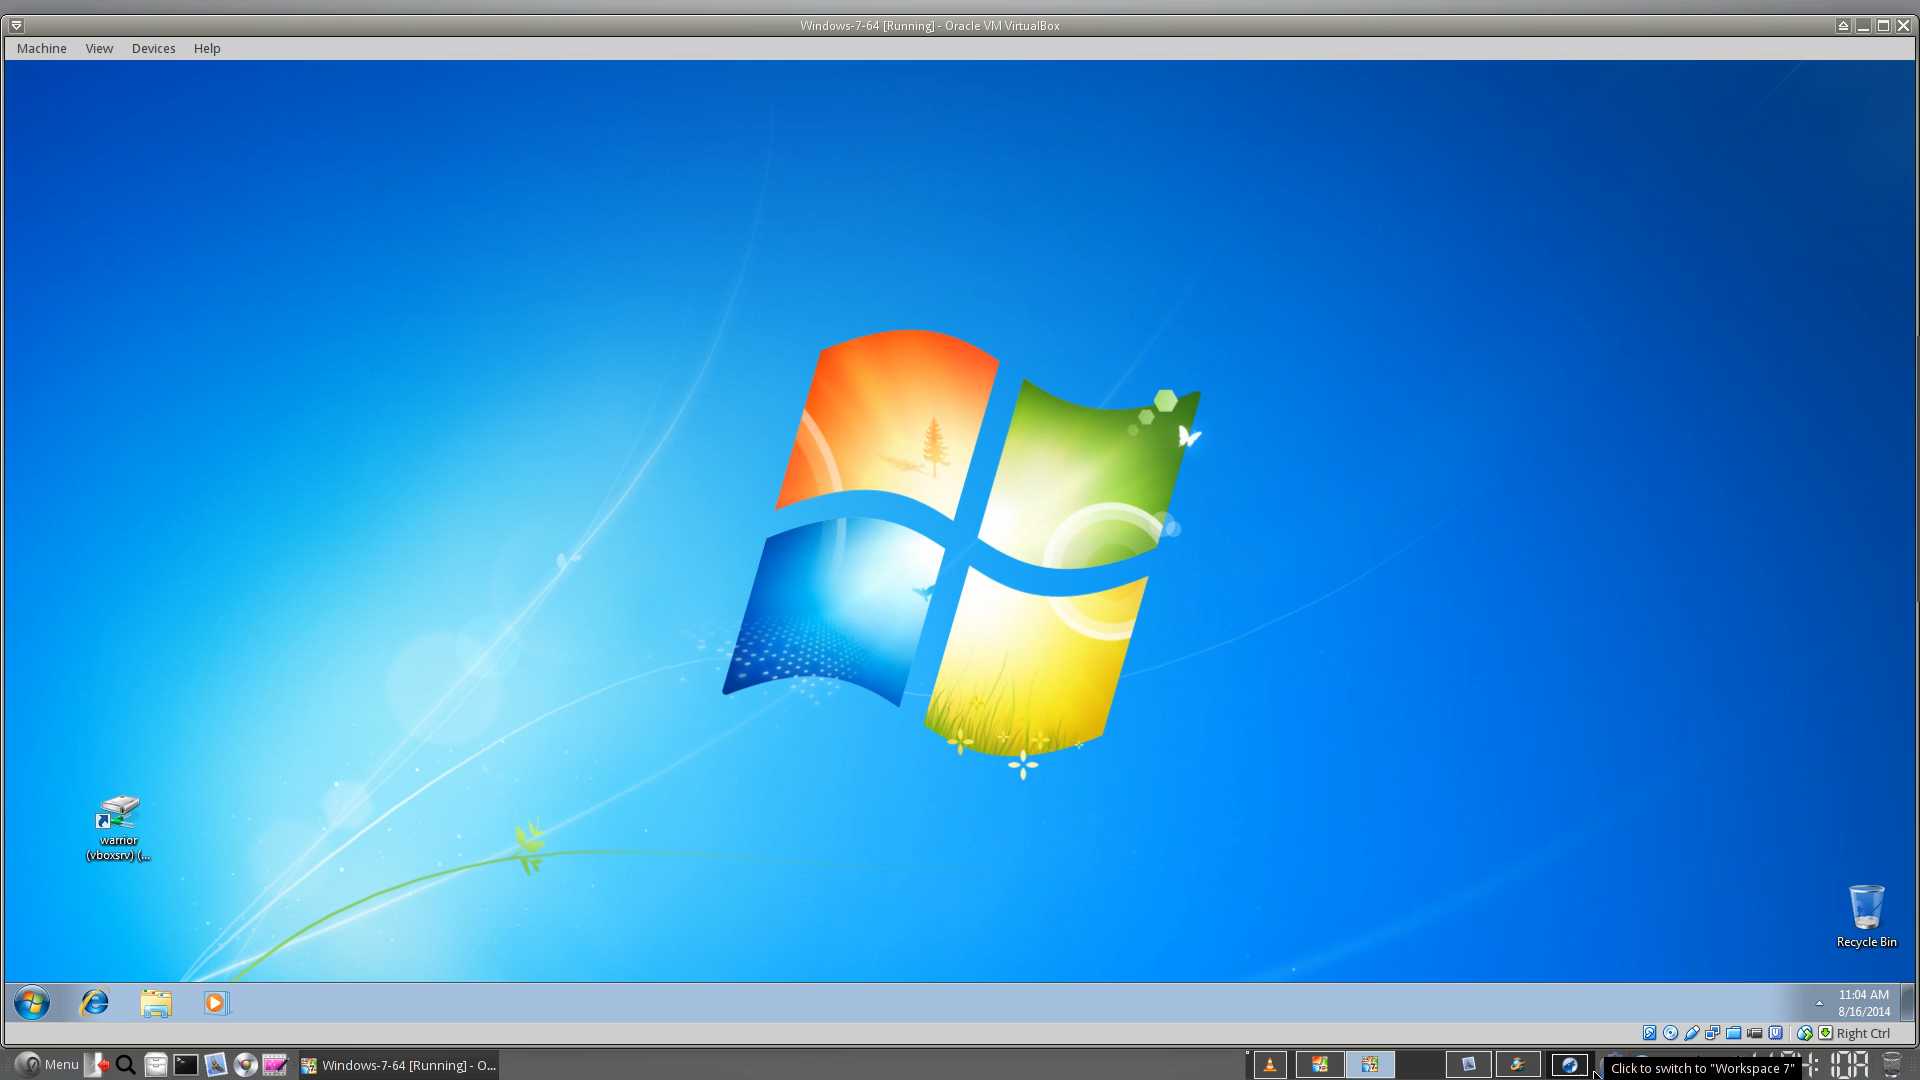 Windows-7-64 [Running] - Oracle VM VirtualBox
Machine View Devices Help
warrior
(vboxsrv) (...
Recycle Bin
11:04 AM
8/16/2014
Right Ctrl
Menu
Windows-7-64 [Running] - O...
Click to switch to "Workspace 7"